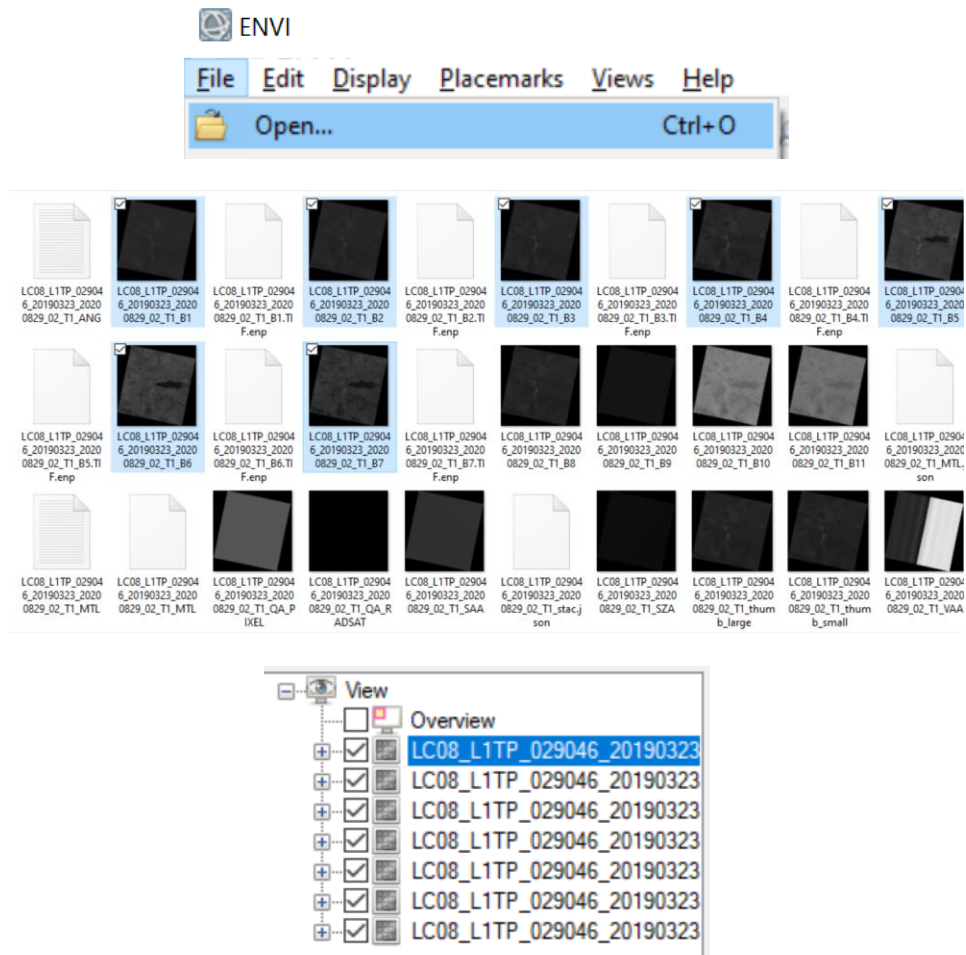 ENVI
File Edit Display Placemarks Views Help
Open... Ctrl+O
LC08_L1TP_02904 LC08_L1TP_02904 LC08_L1TP_02904 LC08_L1TP_02904 LC08_L1TP_02904 LC08_L1TP_02904 LC08_L1TP_02904 LC08_L1TP_02904 LC08_L1TP_02904 LC08_L1TP_02904
6_20190323_2020 6_20190323_2020 6_20190323_2020 6_20190323_2020 6_20190323_2020 6_20190323_2020 6_20190323_2020 6_20190323_2020 6_20190323_2020 6_20190323_2020
0829_02_T1_ANG 0829_02_T1_B1 0829_02_T1_B1.TI 0829_02_T1_B2 0829_02_T1_B2.TI 0829_02_T1_B3 0829_02_T1_B3.TI 0829_02_T1_B4 0829_02_T1_B4.TI 0829_02_T1_B5
F.enp F.enp F.enp F.enp
LC08_L1TP_02904 LC08_L1TP_02904 LC08_L1TP_02904 LC08_L1TP_02904 LC08_L1TP_02904 LC08_L1TP_02904 LC08_L1TP_02904 LC08_L1TP_02904 LC08_L1TP_02904 LC08_L1TP_02904
6_20190323_2020 6_20190323_2020 6_20190323_2020 6_20190323_2020 6_20190323_2020 6_20190323_2020 6_20190323_2020 6_20190323_2020 6_20190323_2020 6_20190323_2020
0829_02_T1_B5.TI 0829_02_T1_B6 0829_02_T1_B6.TI 0829_02_T1_B7 0829_02_T1_B7.TI 0829_02_T1_B8 0829_02_T1_B9 0829_02_T1_B10 0829_02_T1_B11 0829_02_T1_MTL.j
F.enp F.enp F.enp son
LC08_L1TP_02904 LC08_L1TP_02904 LC08_L1TP_02904 LC08_L1TP_02904 LC08_L1TP_02904 LC08_L1TP_02904 LC08_L1TP_02904 LC08_L1TP_02904 LC08_L1TP_02904 LC08_L1TP_02904
6_20190323_2020 6_20190323_2020 6_20190323_2020 6_20190323_2020 6_20190323_2020 6_20190323_2020 6_20190323_2020 6_20190323_2020 6_20190323_2020 6_20190323_2020
0829_02_T1_MTL 0829_02_T1_MTL 0829_02_T1_QA_P 0829_02_T1_QA_R 0829_02_T1_SAA 0829_02_T1_stac.j 0829_02_T1_SZA 0829_02_T1_thum 0829_02_T1_thum 0829_02_T1_VAA
IXEL ADSAT son b_large b_small
View
Overview
LC08_L1TP_029046_20190323
LC08_L1TP_029046_20190323
LC08_L1TP_029046_20190323
LC08_L1TP_029046_20190323
LC08_L1TP_029046_20190323
LC08_L1TP_029046_20190323
LC08_L1TP_029046_20190323